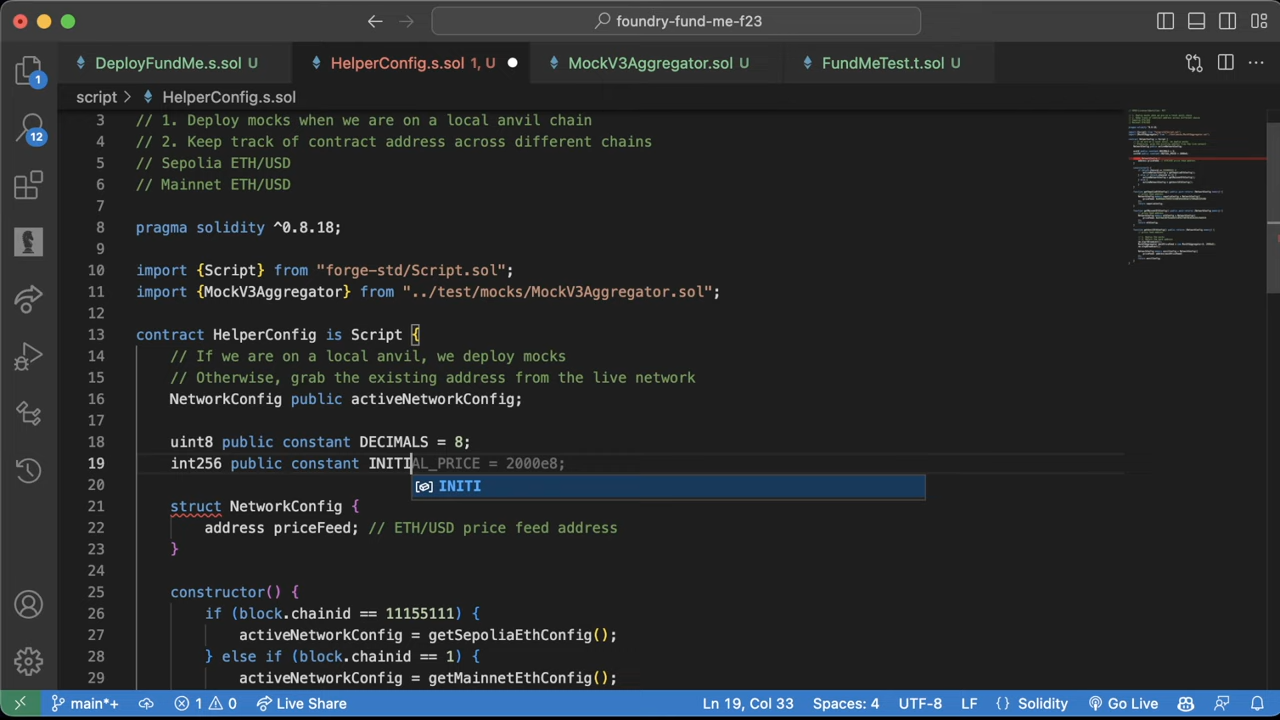 foundry-fund-me-f23
DeployFundMe.s.sol U
HelperConfig.s.sol 1, U
MockV3Aggregator.sol U
FundMeTest.t.sol U
script > HelperConfig.s.sol
1
12
3 // 1. Deploy mocks when we are on a local anvil chain
4 // 2. Keep track of contract address across different chains
5 // Sepolia ETH/USD
6 // Mainnet ETH/USD
7
8 pragma solidity ^0.8.18;
9
10 import {Script} from "forge-std/Script.sol";
11 import {MockV3Aggregator} from "../test/mocks/MockV3Aggregator.sol";
12
13 contract HelperConfig is Script {
14 // If we are on a local anvil, we deploy mocks
15 // Otherwise, grab the existing address from the live network
16 NetworkConfig public activeNetworkConfig;
17
18 uint8 public constant DECIMALS = 8;
19 int256 public constant INITIAL_PRICE = 2000e8;
20 INITI
21 struct NetworkConfig {
22 address priceFeed; // ETH/USD price feed address
23 }
24
25 constructor() {
26 if (block.chainid == 11155111) {
27 activeNetworkConfig = getSepoliaEthConfig();
28 } else if (block.chainid == 1) {
29 activeNetworkConfig = getMainnetEthConfig();
main*+ 1 0 Live Share Ln 19, Col 33 Spaces: 4 UTF-8 LF {} Solidity Go Live